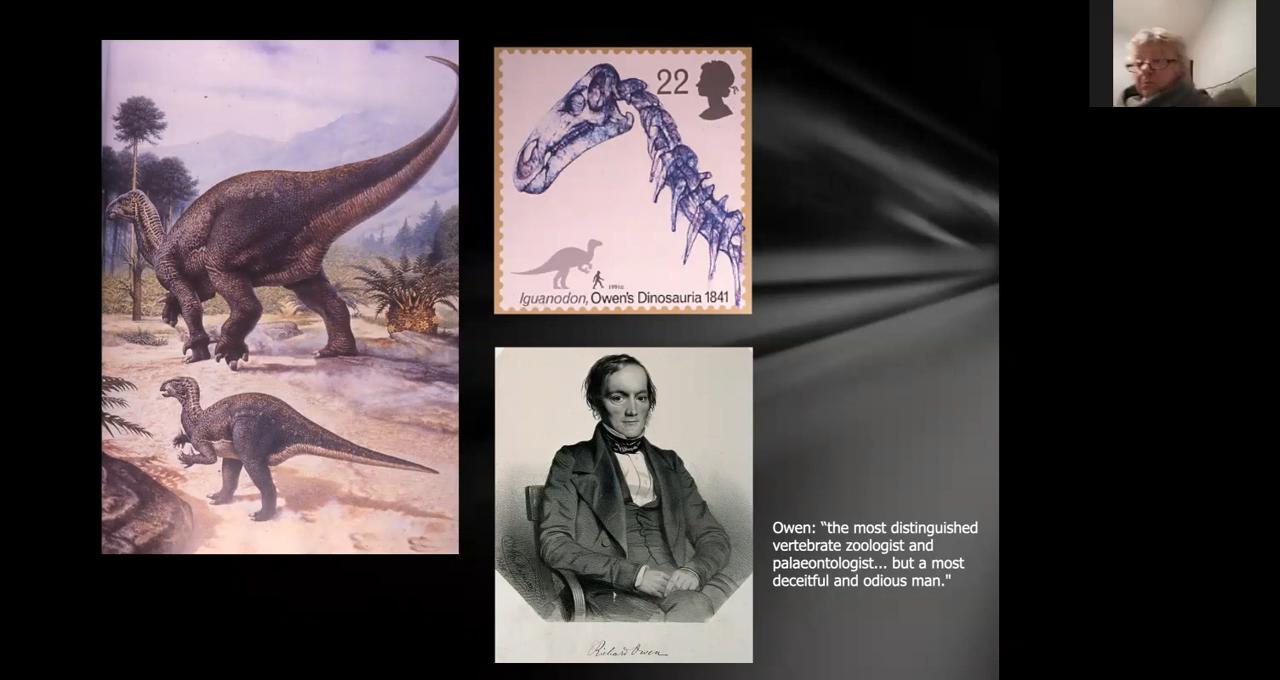 22
Iguanodon, Owen's Dinosauria 1841
Richard Owen
Owen: “the most distinguished
vertebrate zoologist and
palaeontologist... but a most
deceitful and odious man."